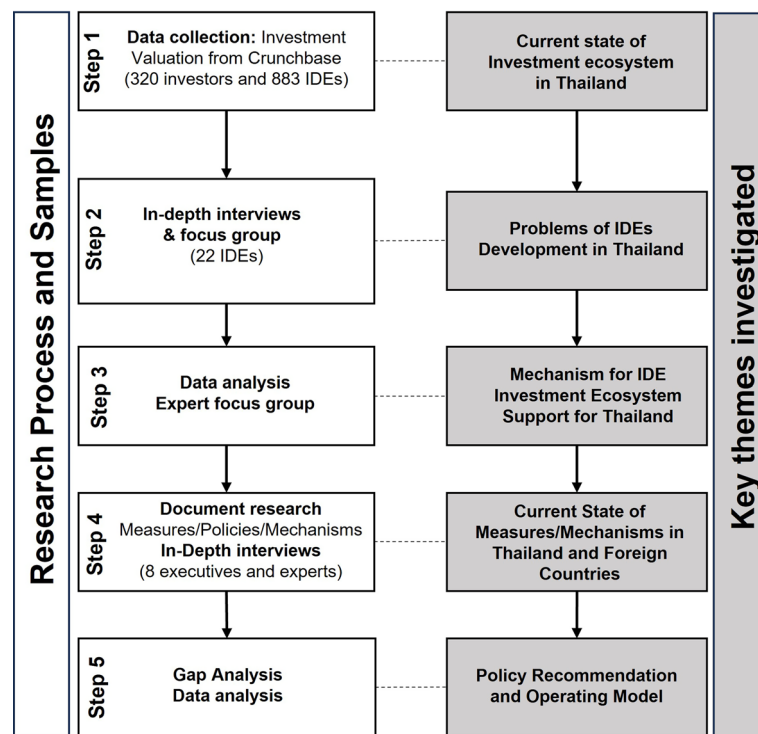 Research Process and Samples
Step 1
Data collection: Investment
Valuation from Crunchbase
(320 investors and 883 IDEs)
Current state of
Investment ecosystem
in Thailand
Step 2
In-depth interviews
& focus group
(22 IDEs)
Problems of IDEs
Development in Thailand
Step 3
Data analysis
Expert focus group
Mechanism for IDE
Investment Ecosystem
Support for Thailand
Step 4
Document research
Measures/Policies/Mechanisms
In-Depth interviews
(8 executives and experts)
Current State of
Measures/Mechanisms in
Thailand and Foreign
Countries
Step 5
Gap Analysis
Data analysis
Policy Recommendation
and Operating Model
Key themes investigated